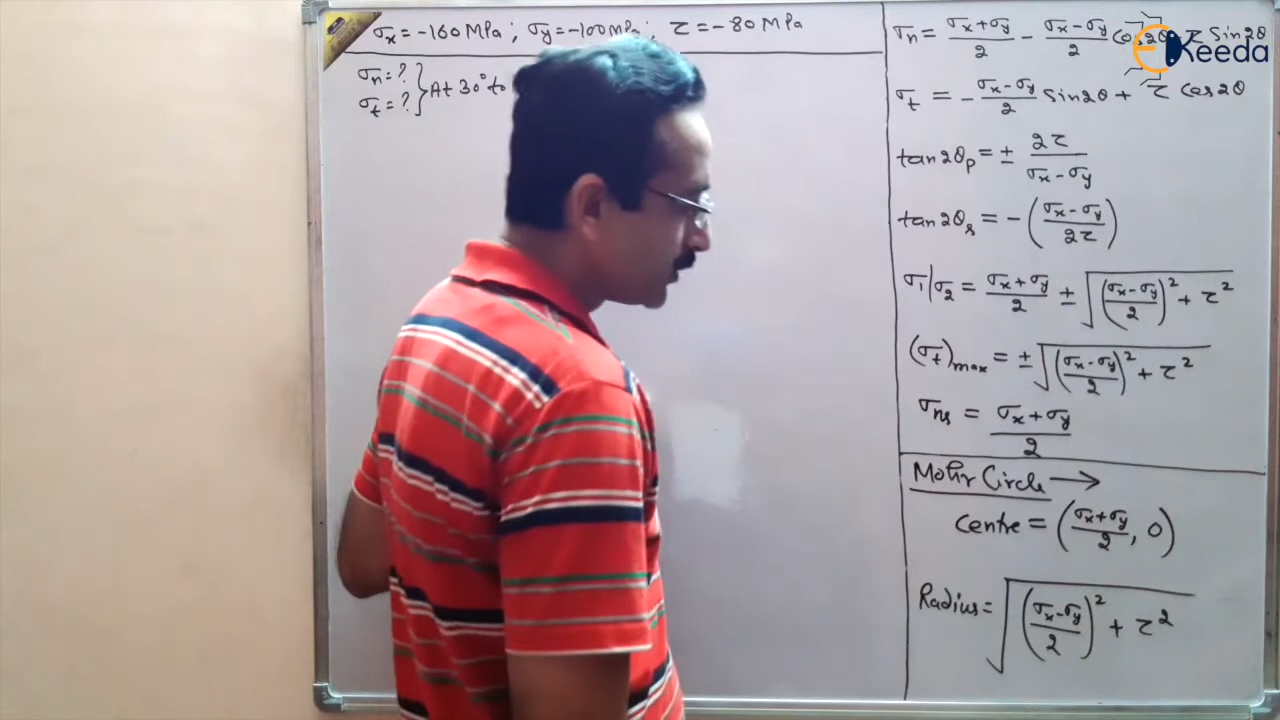 σx = -160 MPa ; σy = -100 MPa ; τ = -80 MPa
σn = ?
σt = ? } At 30° to
σn = (σx+σy)/2 - (σx-σy)/2 Cos2θ τ Sin2θ
EKeeda
σt = -(σx-σy)/2 Sin2θ + τ Cos2θ
tan2θp = ± 2τ/(σx-σy)
tan2θs = -((σx-σy)/2τ)
σ1/σ2 = (σx+σy)/2 ± √(((σx-σy)/2)² + τ²)
(σt)max = ± √(((σx-σy)/2)² + τ²)
σns = (σx+σy)/2
Mohr Circle →
Centre = ((σx+σy)/2, 0)
Radius = √(((σx-σy)/2)² + τ²)